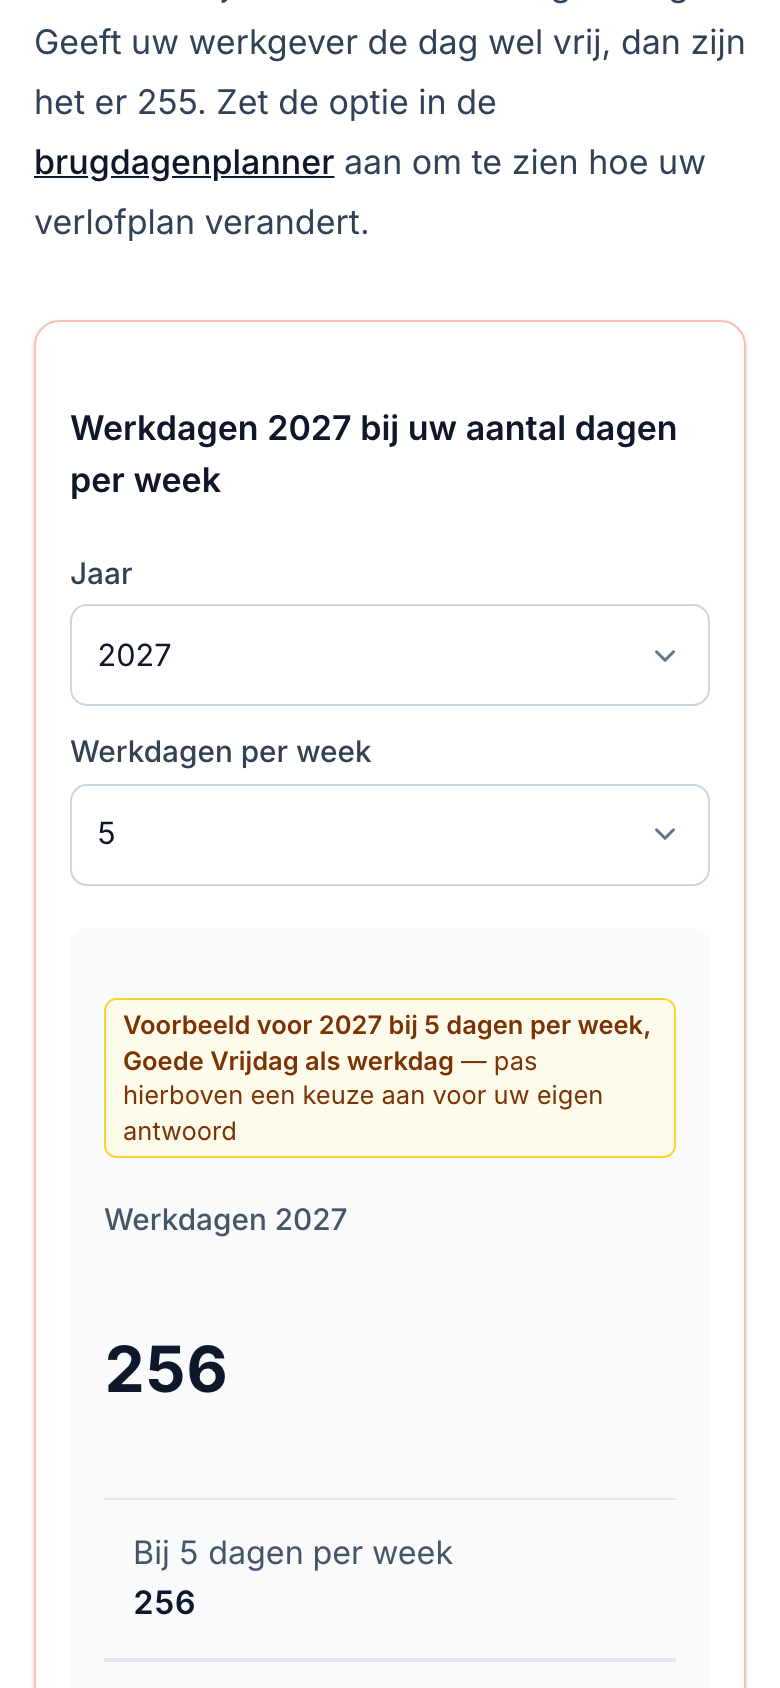 Geeft uw werkgever de dag wel vrij, dan zijn
het er 255. Zet de optie in de
brugdagenplanner aan om te zien hoe uw
verlofplan verandert.
Werkdagen 2027 bij uw aantal dagen
per week
Jaar
2027
Werkdagen per week
5
Voorbeeld voor 2027 bij 5 dagen per week,
Goede Vrijdag als werkdag — pas
hierboven een keuze aan voor uw eigen
antwoord
Werkdagen 2027
256
Bij 5 dagen per week
256